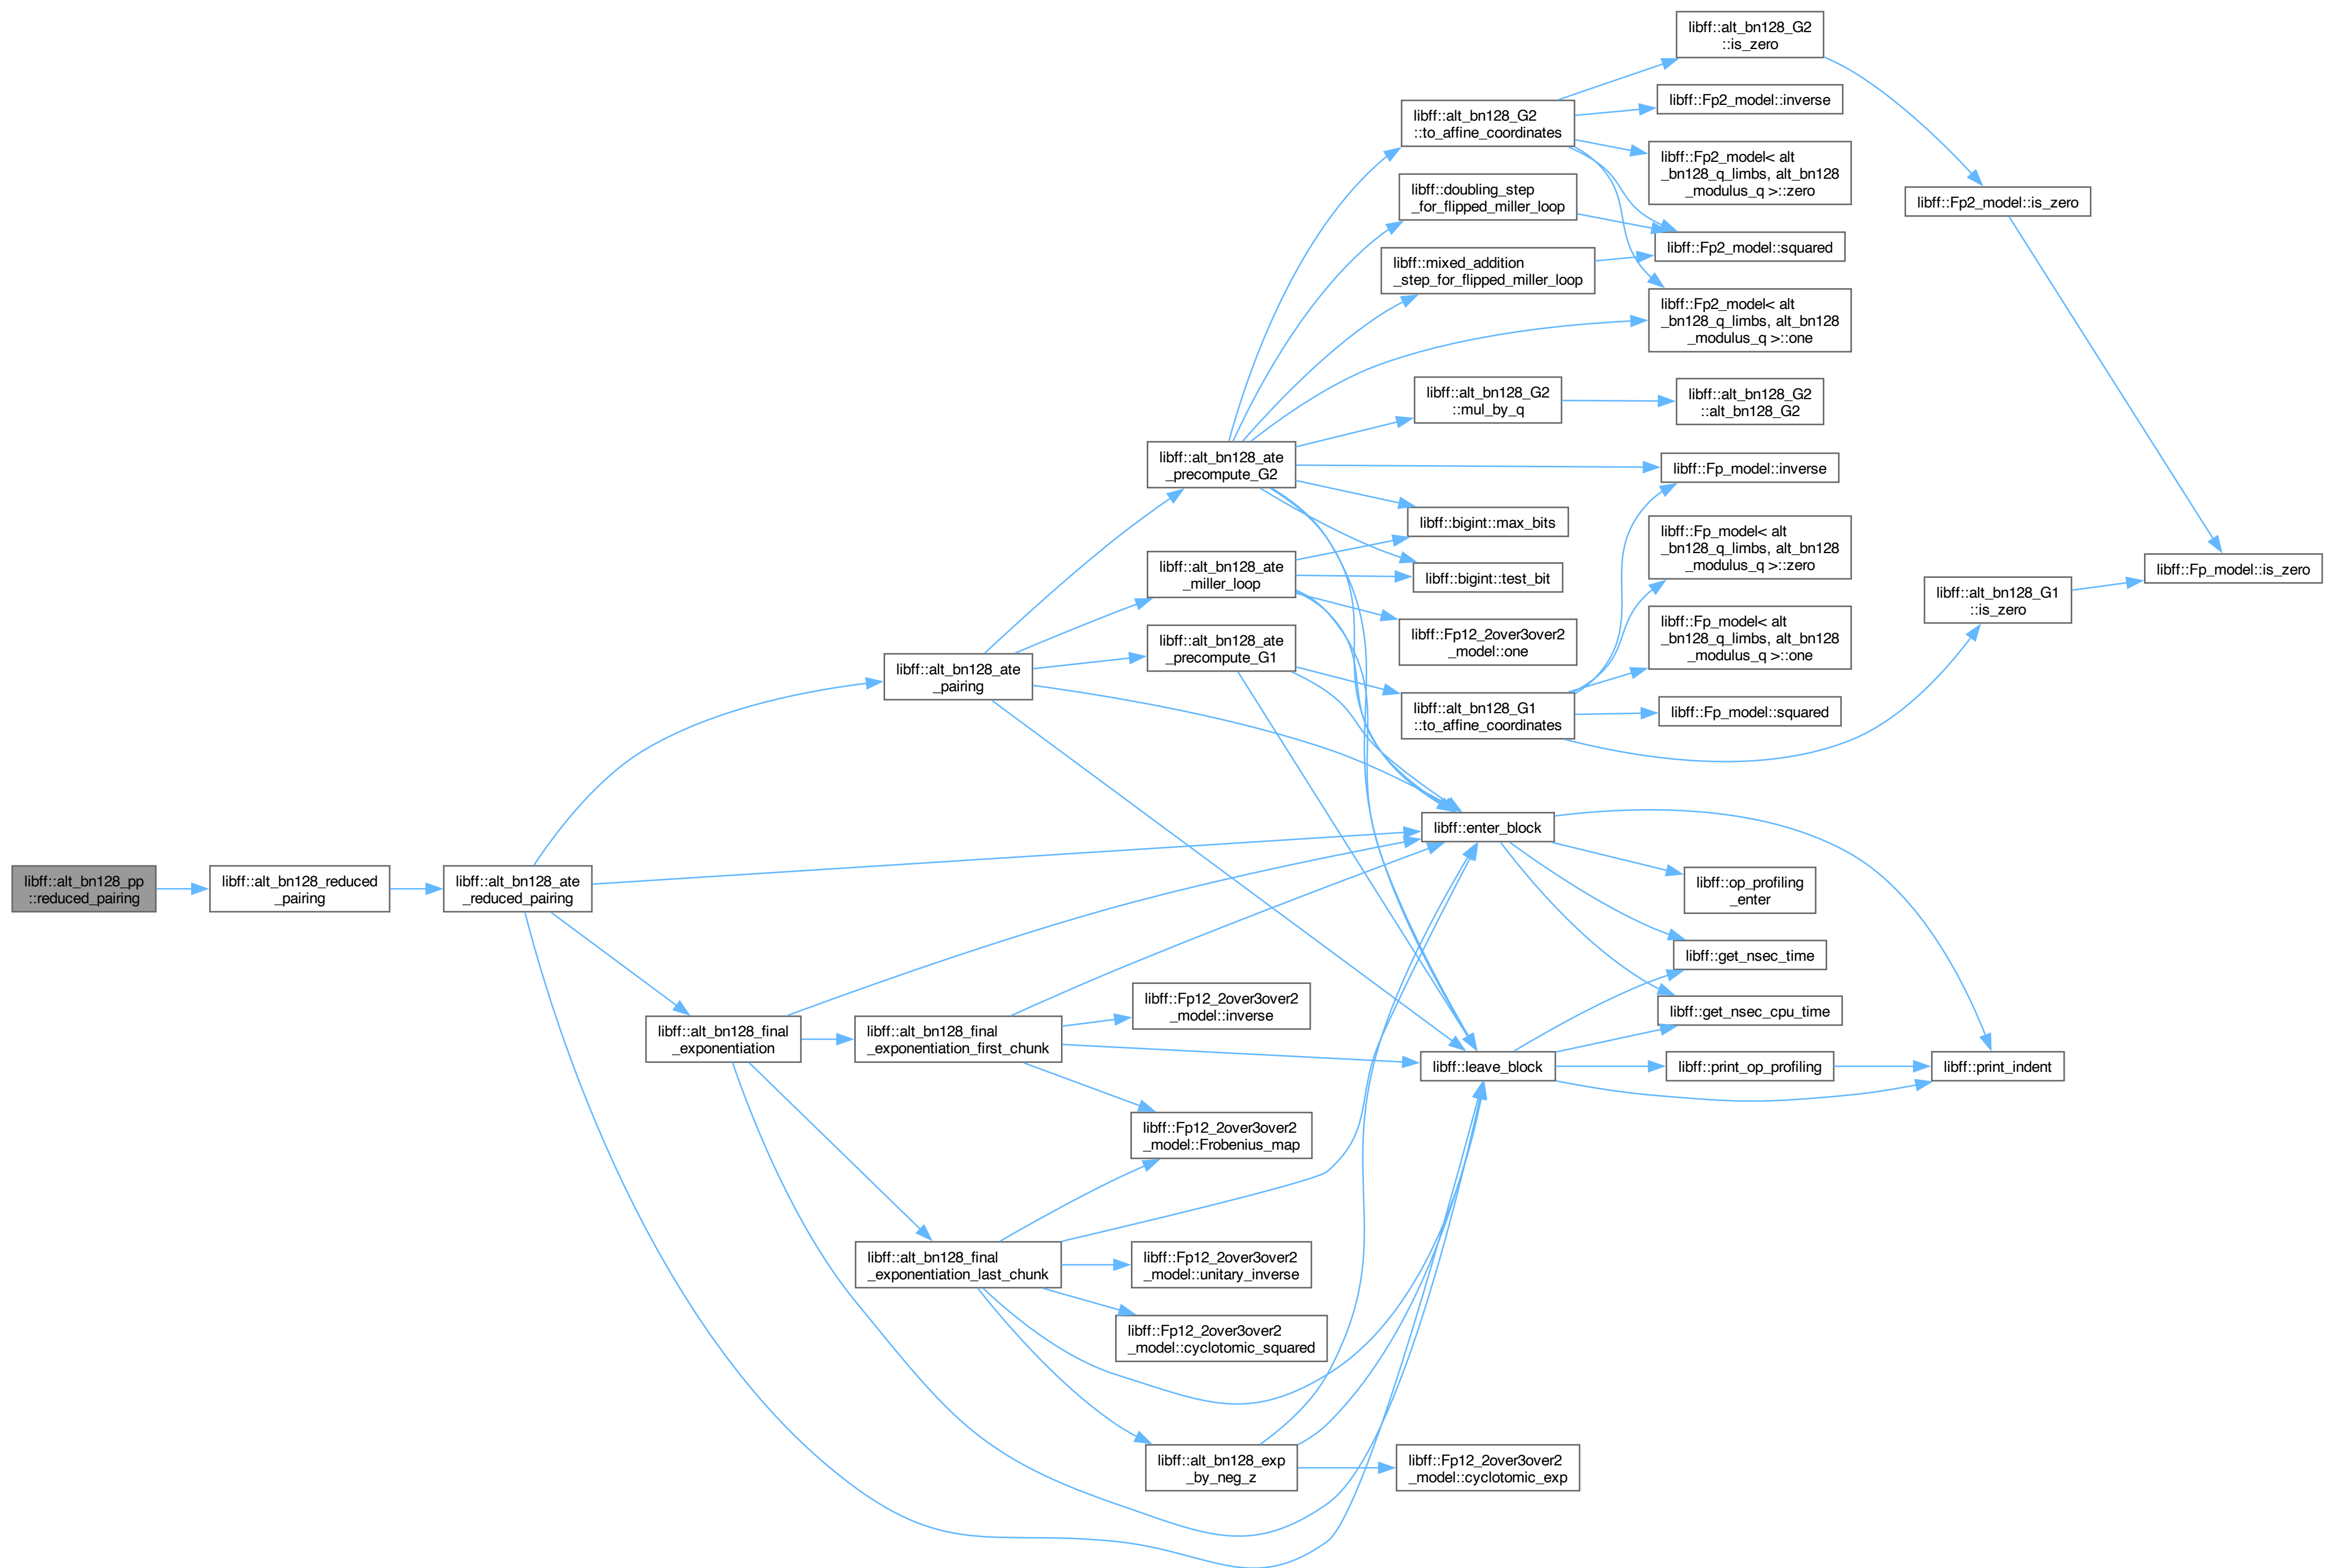 libff::alt_bn128_pp
::reduced_pairing
libff::alt_bn128_reduced
_pairing
libff::alt_bn128_ate
_reduced_pairing
libff::alt_bn128_ate
_pairing
libff::alt_bn128_final
_exponentiation
libff::alt_bn128_final
_exponentiation_first_chunk
libff::alt_bn128_final
_exponentiation_last_chunk
libff::alt_bn128_ate
_precompute_G2
libff::alt_bn128_ate
_miller_loop
libff::alt_bn128_ate
_precompute_G1
libff::Fp12_2over3over2
_model::inverse
libff::Fp12_2over3over2
_model::Frobenius_map
libff::Fp12_2over3over2
_model::unitary_inverse
libff::Fp12_2over3over2
_model::cyclotomic_squared
libff::alt_bn128_exp
_by_neg_z
libff::alt_bn128_G2
::to_affine_coordinates
libff::doubling_step
_for_flipped_miller_loop
libff::mixed_addition
_step_for_flipped_miller_loop
libff::alt_bn128_G2
::mul_by_q
libff::bigint::max_bits
libff::bigint::test_bit
libff::Fp12_2over3over2
_model::one
libff::alt_bn128_G1
::to_affine_coordinates
libff::enter_block
libff::leave_block
libff::Fp12_2over3over2
_model::cyclotomic_exp
libff::alt_bn128_G2
::is_zero
libff::Fp2_model::inverse
libff::Fp2_model< alt
_bn128_q_limbs, alt_bn128
_modulus_q >::zero
libff::Fp2_model::squared
libff::Fp2_model< alt
_bn128_q_limbs, alt_bn128
_modulus_q >::one
libff::alt_bn128_G2
::alt_bn128_G2
libff::Fp_model::inverse
libff::Fp_model< alt
_bn128_q_limbs, alt_bn128
_modulus_q >::zero
libff::Fp_model< alt
_bn128_q_limbs, alt_bn128
_modulus_q >::one
libff::Fp_model::squared
libff::op_profiling
_enter
libff::get_nsec_time
libff::get_nsec_cpu_time
libff::print_op_profiling
libff::Fp2_model::is_zero
libff::alt_bn128_G1
::is_zero
libff::print_indent
libff::Fp_model::is_zero